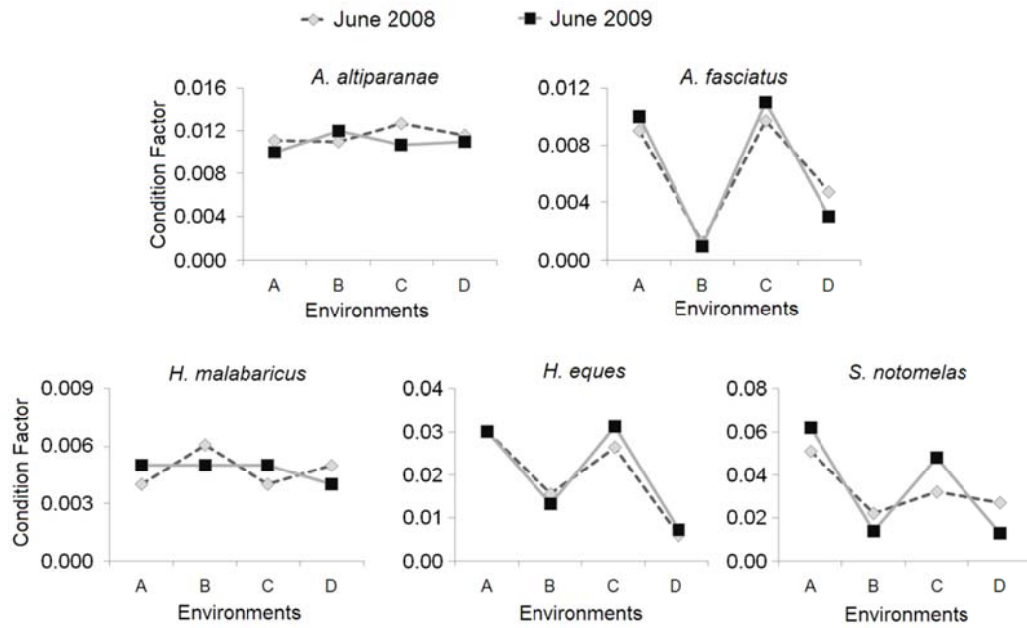 June 2008 June 2009
A. altiparanae
Condition Factor
0.016
0.012
0.008
0.004
0.000
A B C D
Environments
A. fasciatus
0.012
0.008
0.004
0.000
A B C D
Environments
H. malabaricus
Condition Factor
0.009
0.006
0.003
0.000
A B C D
Environments
H. eques
0.04
0.03
0.02
0.01
0.00
A B C D
Environments
S. notomelas
0.08
0.06
0.04
0.02
0.00
A B C D
Environments